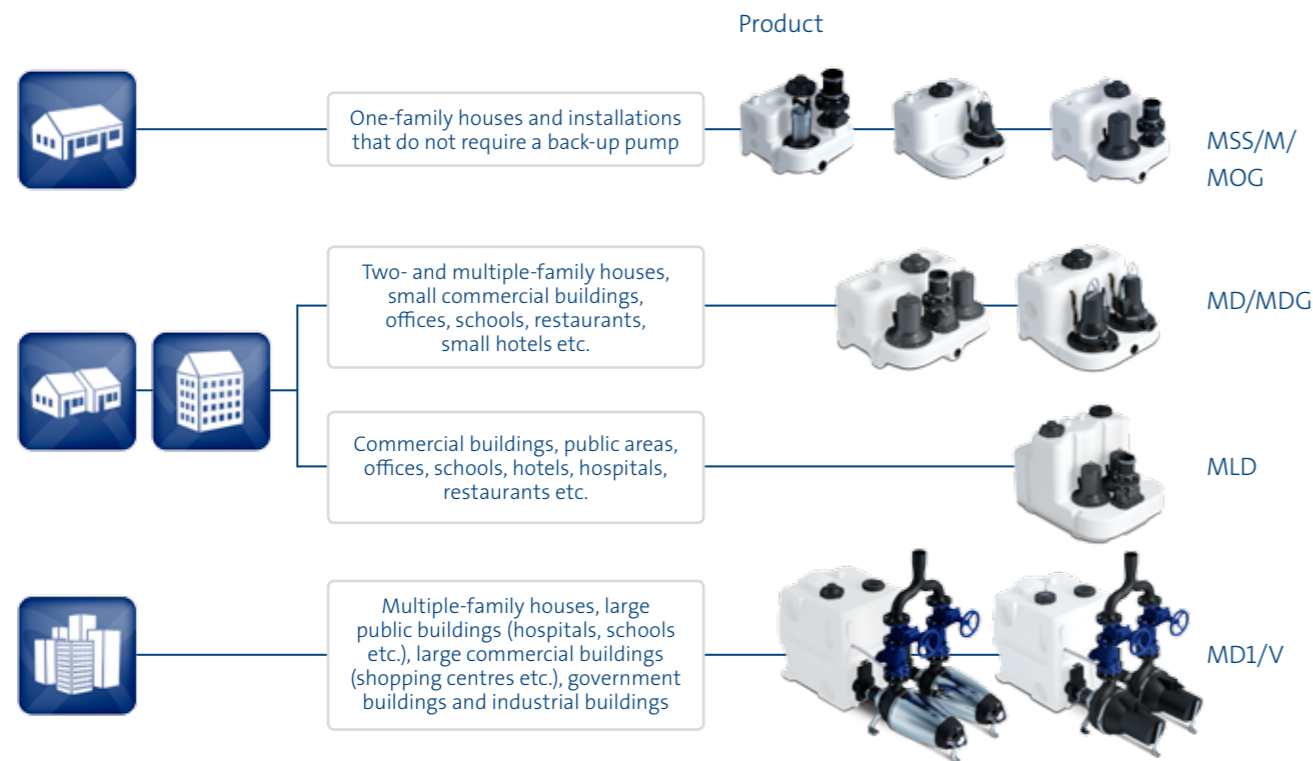 Product
One-family houses and installations
that do not require a back-up pump
MSS/M/
MOG
Two- and multiple-family houses,
small commercial buildings,
offices, schools, restaurants,
small hotels etc.
MD/MDG
Commercial buildings, public areas,
offices, schools, hotels, hospitals,
restaurants etc.
MLD
Multiple-family houses, large
public buildings (hospitals, schools
etc.), large commercial buildings
(shopping centres etc.), government
buildings and industrial buildings
MD1/V